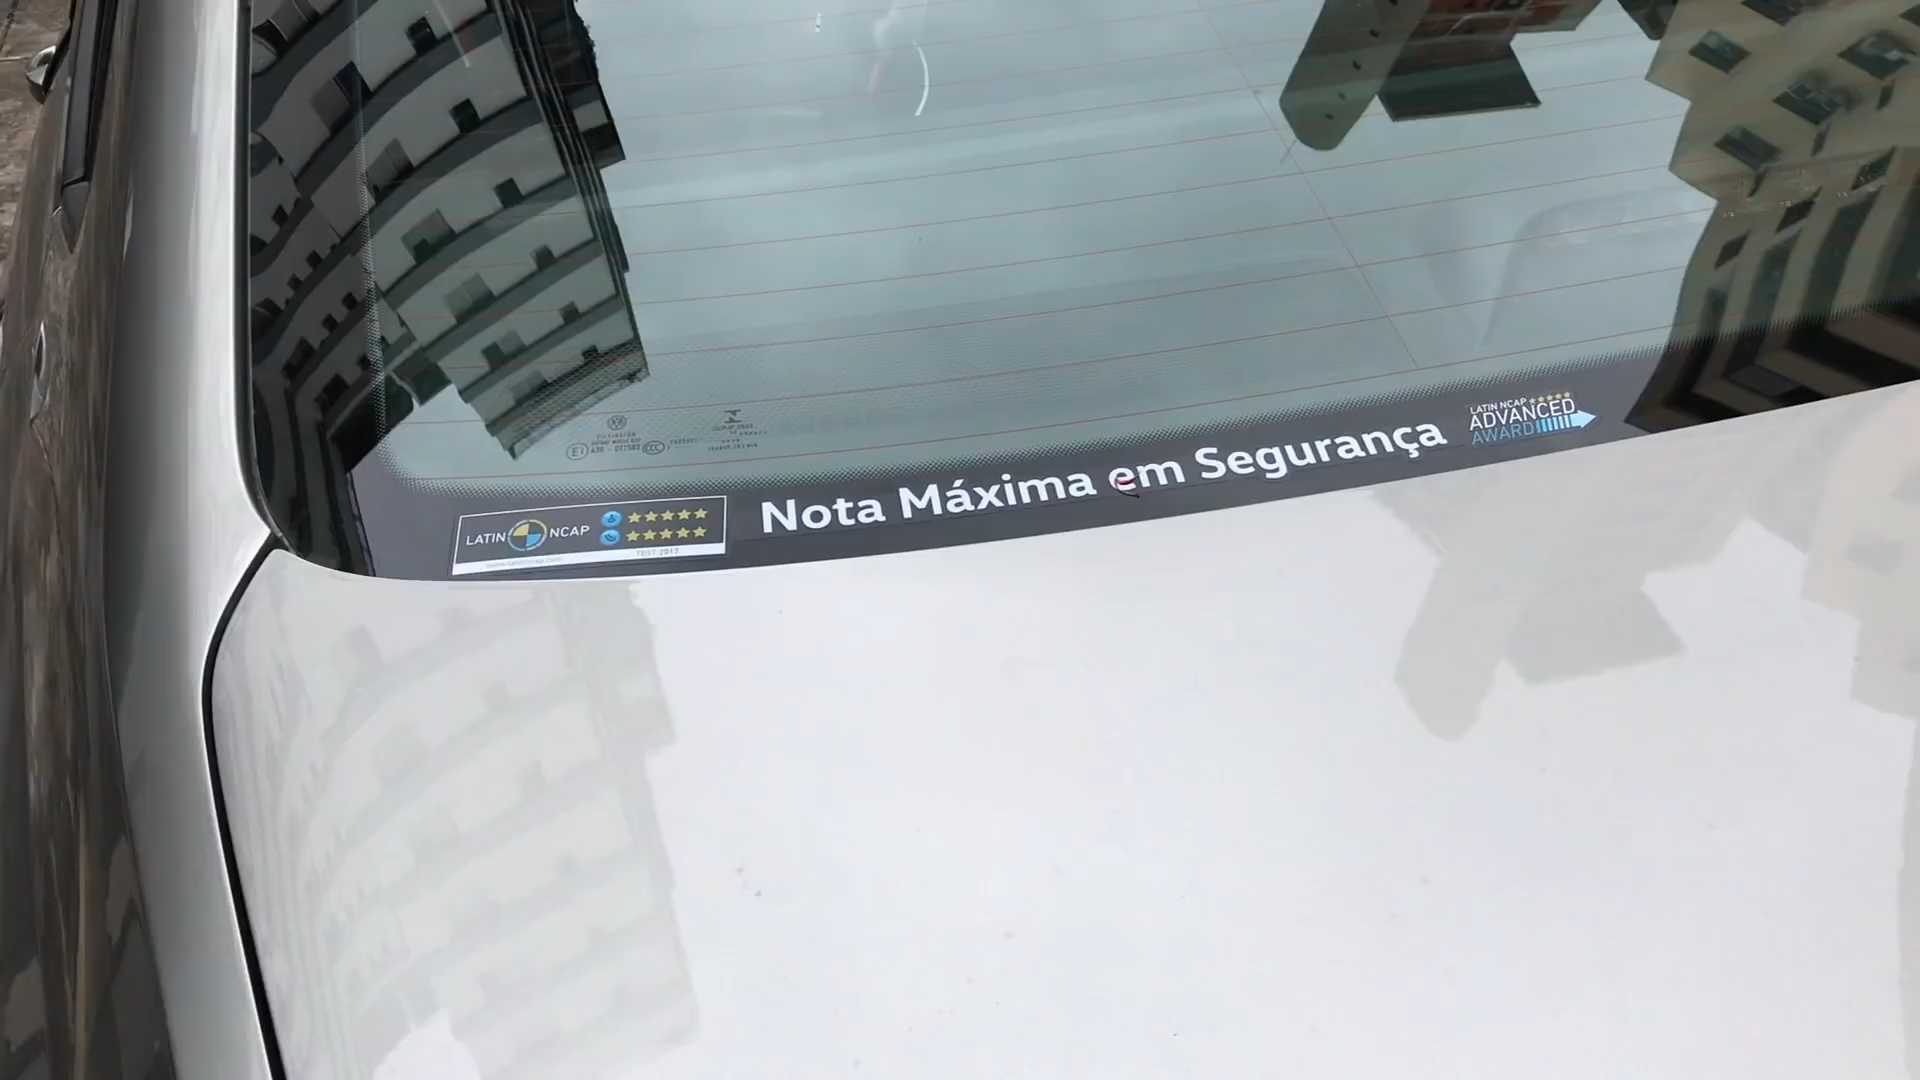 LATIN NCAP
TEST 2017
Nota Máxima em Segurança
LATIN NCAP
ADVANCED
AWARD